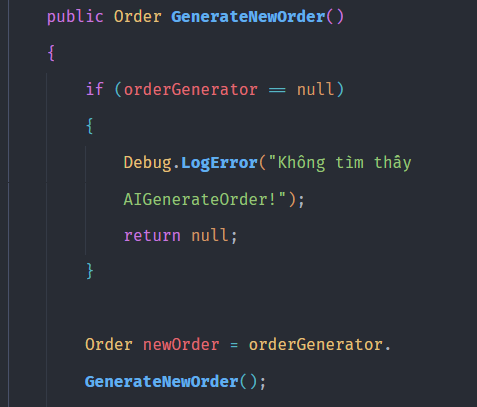 public Order GenerateNewOrder()
{
if (orderGenerator == null)
{
Debug.LogError("Không tìm thấy
AIGenerateOrder!");
return null;
}
Order newOrder = orderGenerator.
GenerateNewOrder();